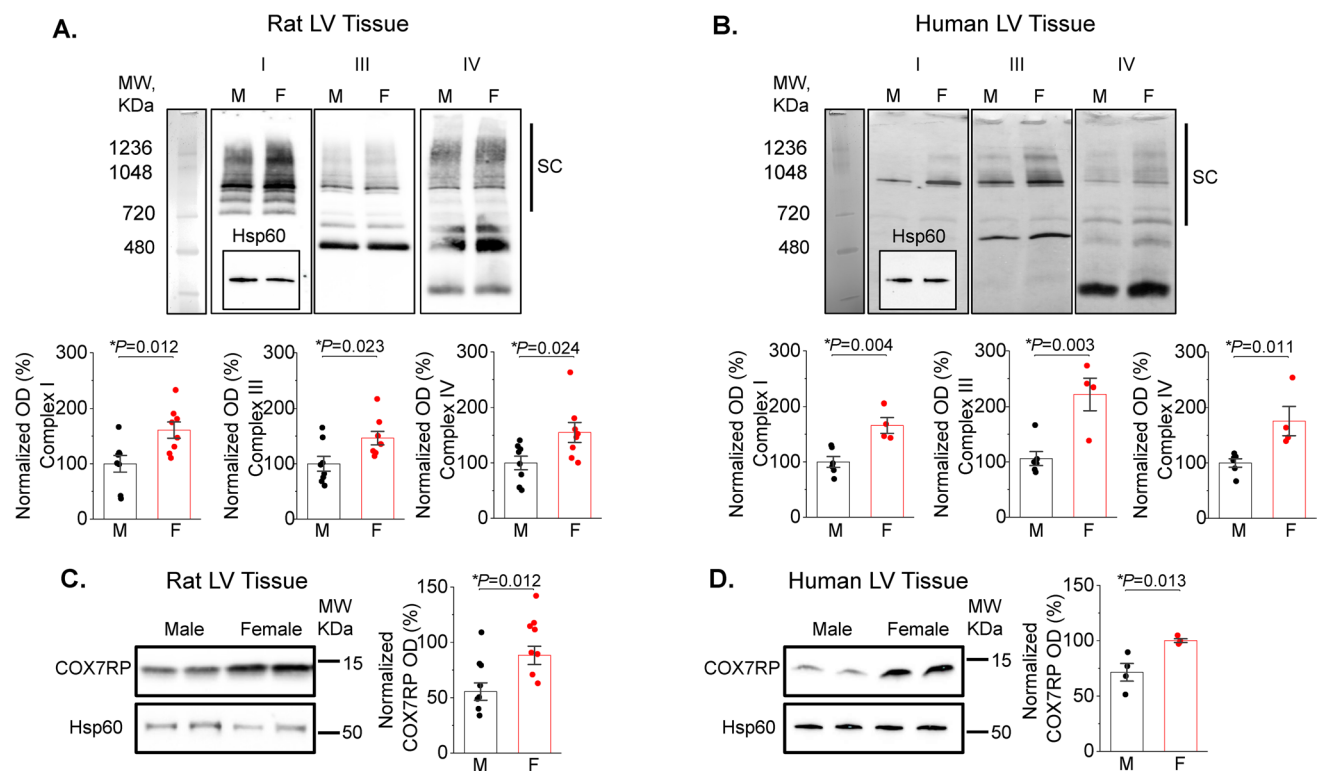 A.
Rat LV Tissue
I III IV
MW,
KDa
M F M F M F
1236
1048
720
480
SC
Hsp60
*P=0.012
Normalized OD (%)
Complex I
300
200
100
0
M F
*P=0.023
Normalized OD (%)
Complex III
300
200
100
0
M F
*P=0.024
Normalized OD (%)
Complex IV
300
200
100
0
M F
B.
Human LV Tissue
I III IV
MW,
KDa
M F M F M F
1236
1048
720
480
SC
Hsp60
*P=0.004
Normalized OD (%)
Complex I
300
200
100
0
M F
*P=0.003
Normalized OD (%)
Complex III
300
200
100
0
M F
*P=0.011
Normalized OD (%)
Complex IV
300
200
100
0
M F
C.
Rat LV Tissue
Male Female
MW
KDa
COX7RP
15
Hsp60
50
*P=0.012
Normalized
COX7RP OD (%)
150
100
50
0
M F
D.
Human LV Tissue
Male Female
MW
KDa
COX7RP
15
Hsp60
50
*P=0.013
Normalized
COX7RP OD (%)
150
100
50
0
M F